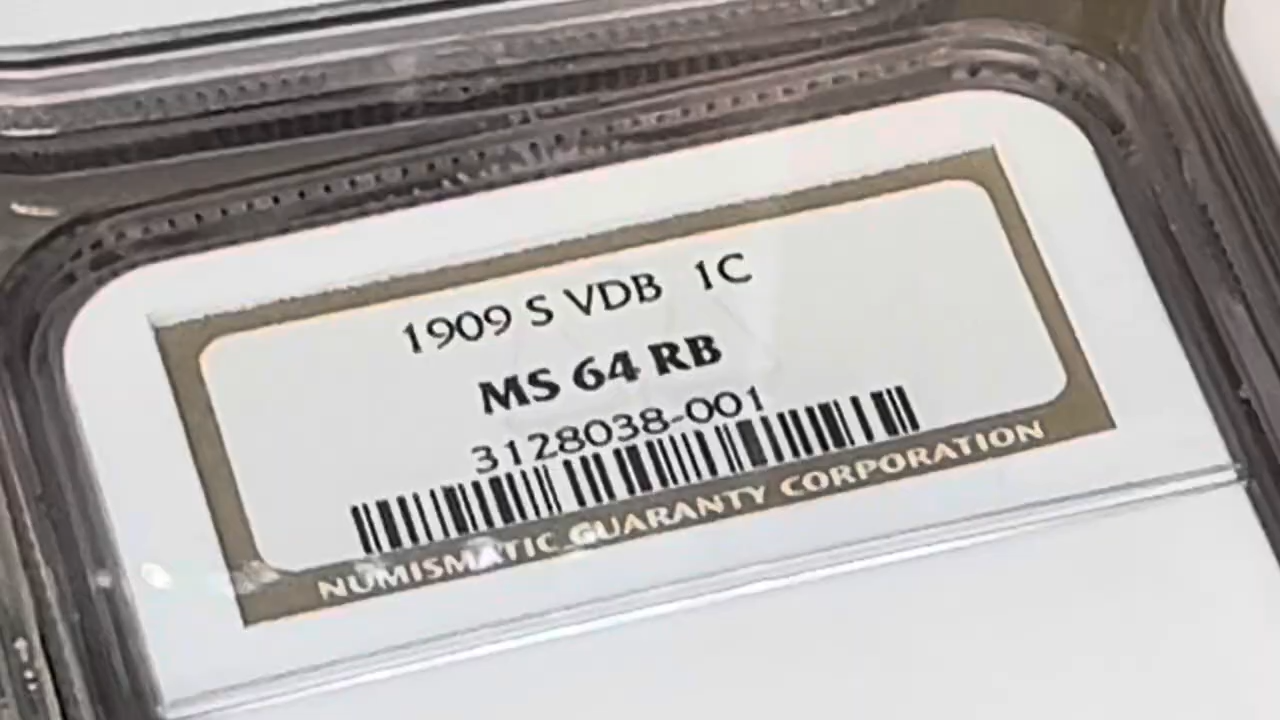 1909 S VDB 1C
MS 64 RB
3128038-001
NUMISMATIC GUARANTY CORPORATION